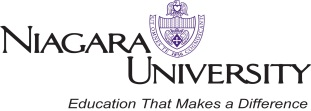 NIAGARA
UNIVERSITY
Education That Makes a Difference